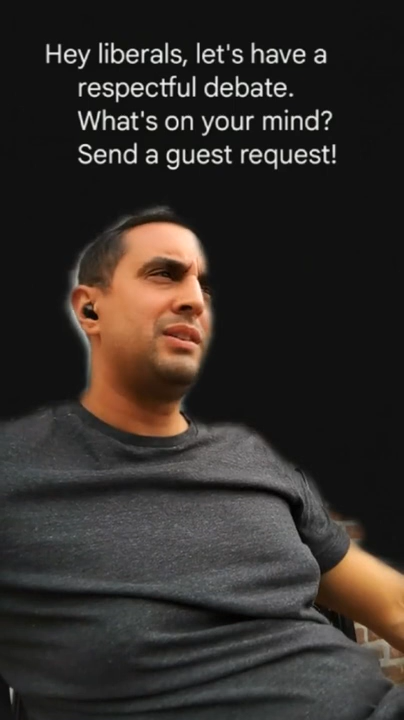 Hey liberals, let's have a
respectful debate.
What's on your mind?
Send a guest request!